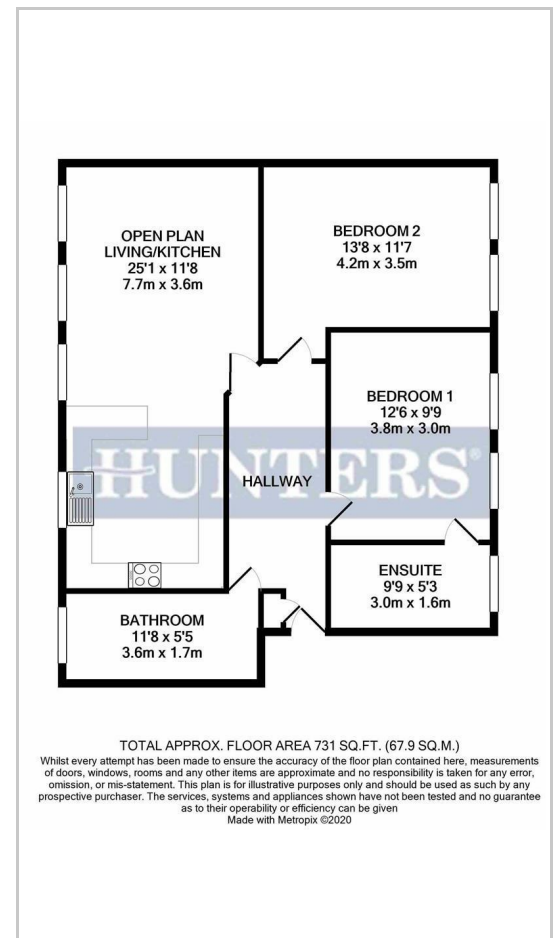 OPEN PLAN
LIVING/KITCHEN
25'1 x 11'8
7.7m x 3.6m
BEDROOM 2
13'8 x 11'7
4.2m x 3.5m
BEDROOM 1
12'6 x 9'9
3.8m x 3.0m
HUNTERS®
HALLWAY
ENSUITE
9'9 x 5'3
3.0m x 1.6m
BATHROOM
11'8 x 5'5
3.6m x 1.7m
TOTAL APPROX. FLOOR AREA 731 SQ.FT. (67.9 SQ.M.)
Whilst every attempt has been made to ensure the accuracy of the floor plan contained here, measurements
of doors, windows, rooms and any other items are approximate and no responsibility is taken for any error,
omission, or mis-statement. This plan is for illustrative purposes only and should be used as such by any
prospective purchaser. The services, systems and appliances shown have not been tested and no guarantee
as to their operability or efficiency can be given
Made with Metropix ©2020